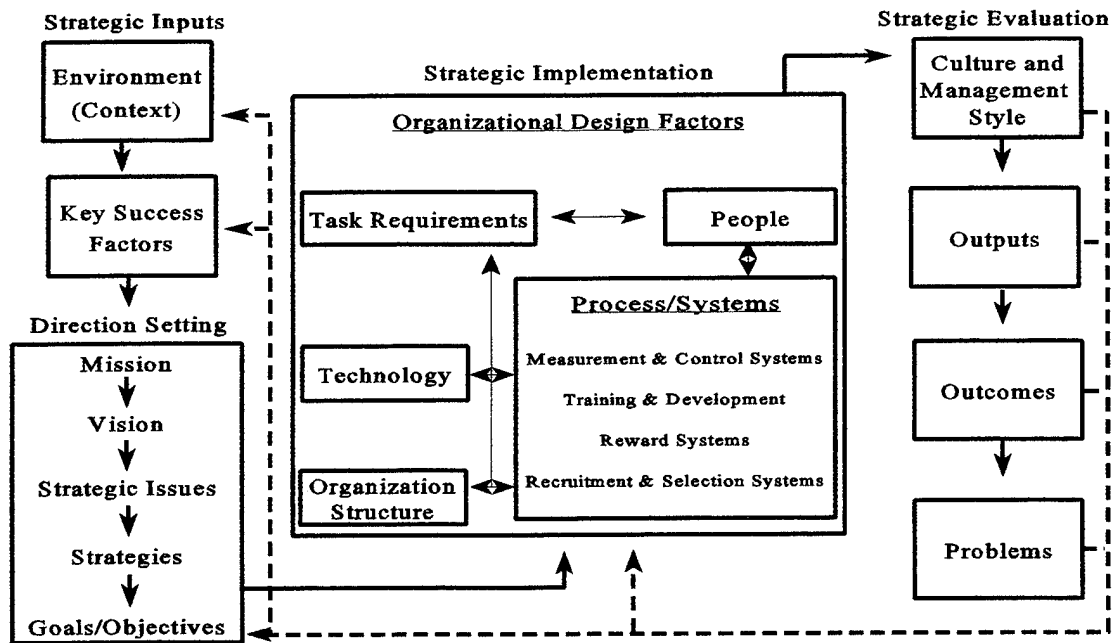 Strategic Inputs
Environment
(Context)
Key Success
Factors
Direction Setting
Mission
Vision
Strategic Issues
Strategies
Goals/Objectives
Strategic Implementation
Organizational Design Factors
Task Requirements
People
Process/Systems
Measurement & Control Systems
Training & Development
Reward Systems
Recruitment & Selection Systems
Technology
Organization
Structure
Strategic Evaluation
Culture and
Management
Style
Outputs
Outcomes
Problems